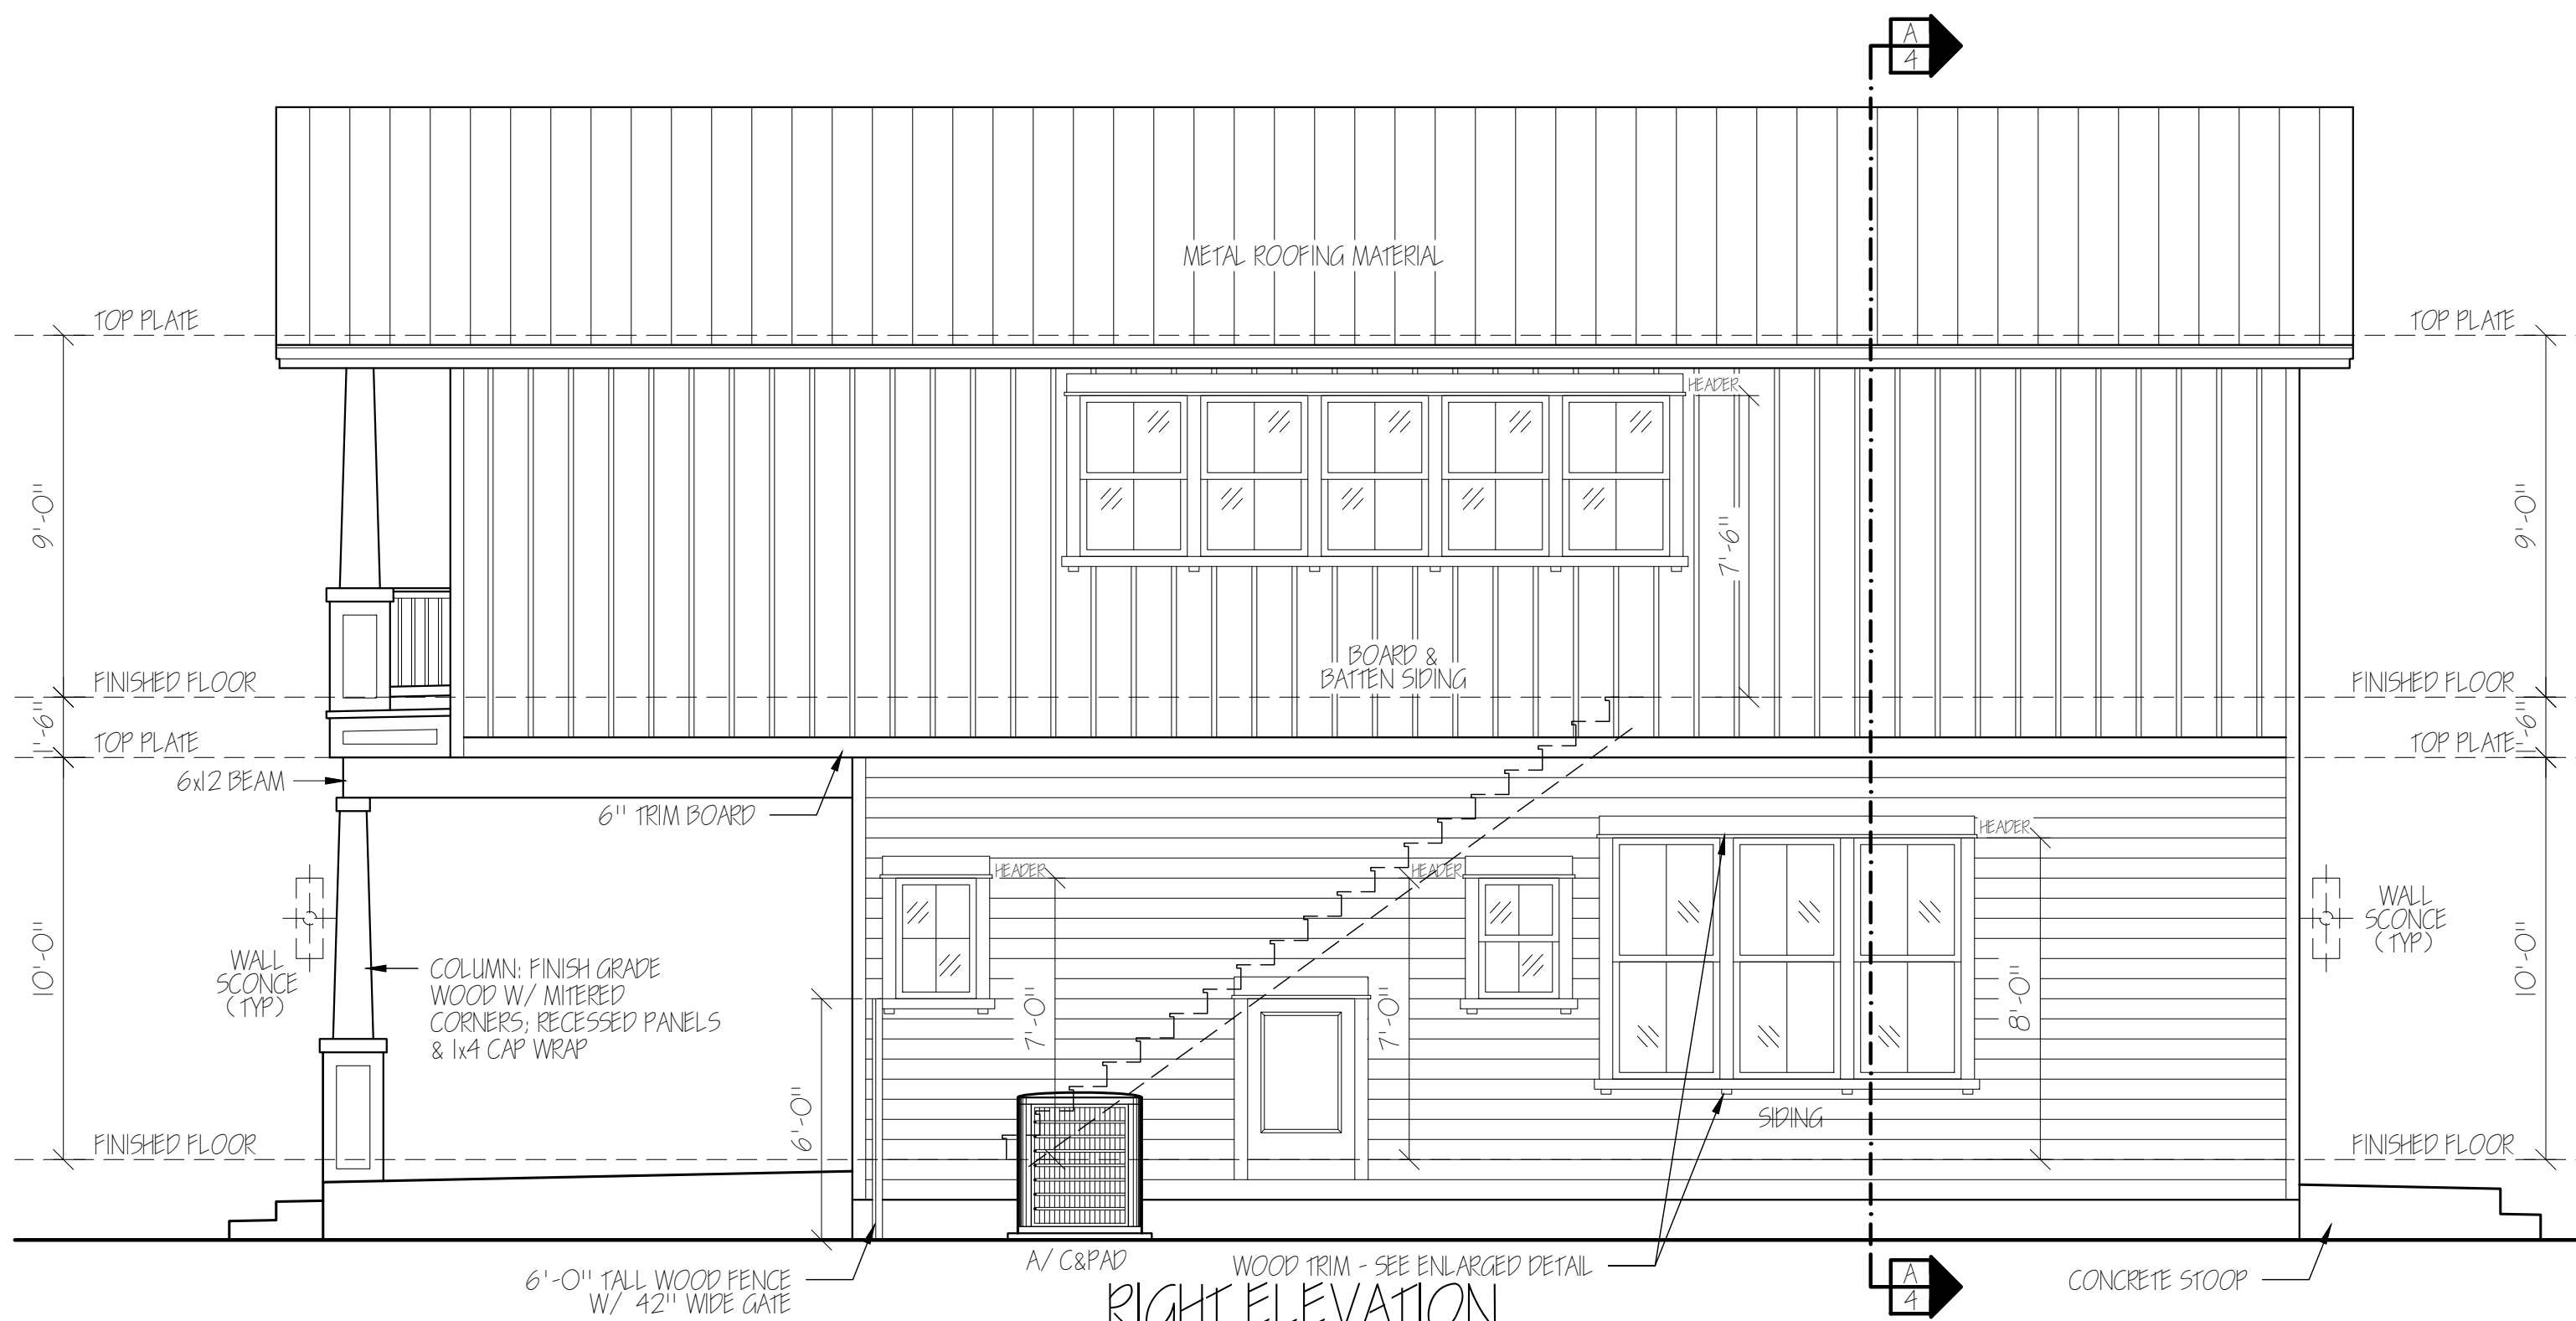 A
4
METAL ROOFING MATERIAL
TOP PLATE
TOP PLATE
HEADER
9'-0"
7'-6"
9'-0"
BOARD &
BATTEN SIDING
FINISHED FLOOR
FINISHED FLOOR
1'-6"
1'-6"
TOP PLATE
TOP PLATE
6x12 BEAM
6" TRIM BOARD
HEADER
HEADER
HEADER
WALL
SCONCE
(TYP)
WALL
SCONCE
(TYP)
10'-0"
COLUMN: FINISH GRADE
WOOD W/ MITERED
CORNERS; RECESSED PANELS
& 1x4 CAP WRAP
7'-0"
7'-0"
8'-0"
10'-0"
6'-0"
SIDING
FINISHED FLOOR
FINISHED FLOOR
A/C&PAD
WOOD TRIM - SEE ENLARGED DETAIL
6'-0" TALL WOOD FENCE
W/ 42" WIDE GATE
CONCRETE STOOP
A
4
RIGHT ELEVATION